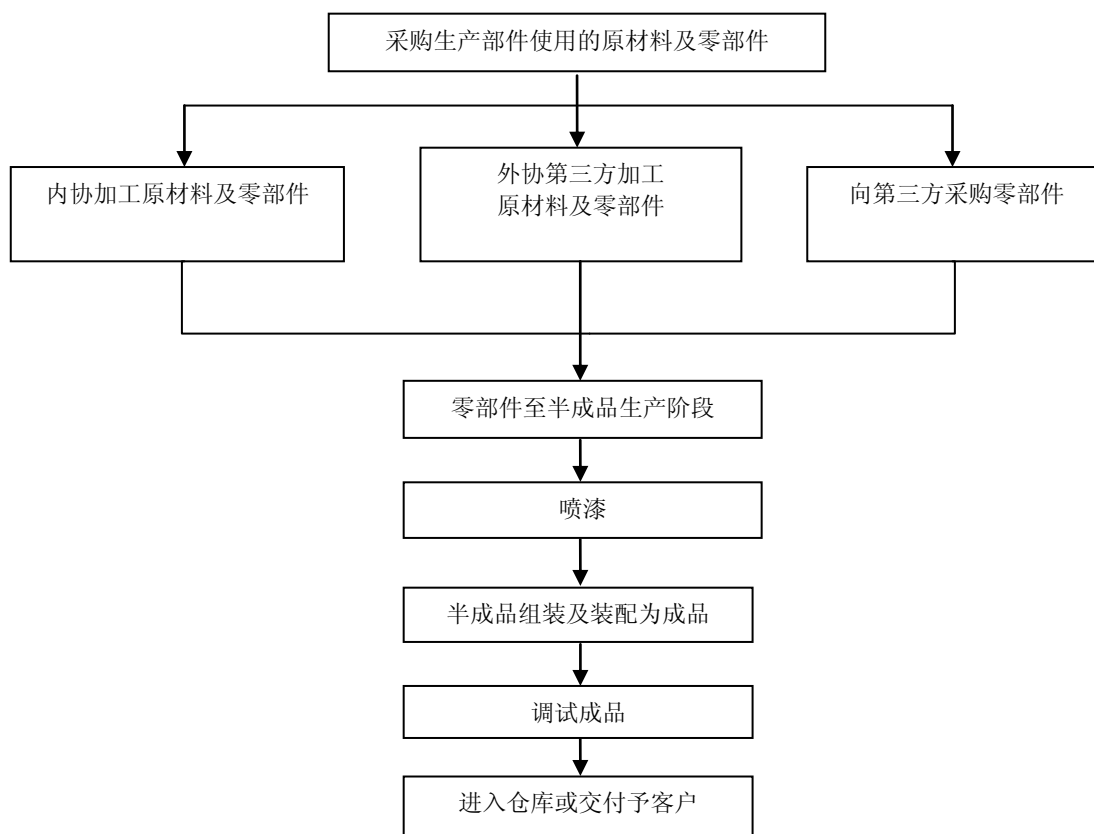 采购生产部件使用的原材料及零部件
内协加工原材料及零部件
外协第三方加工
原材料及零部件
向第三方采购零部件
零部件至半成品生产阶段
喷漆
半成品组装及装配为成品
调试成品
进入仓库或交付予客户